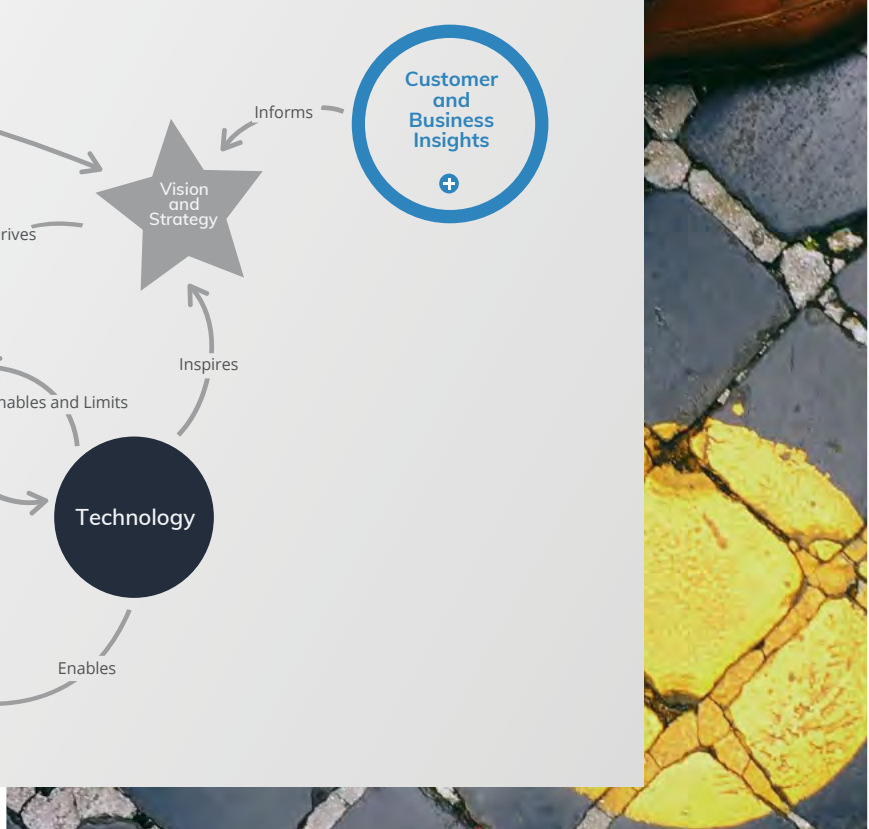 Customer
and
Business
Insights
Informs
Vision
and
Strategy
rives
Inspires
nables and Limits
Technology
Enables